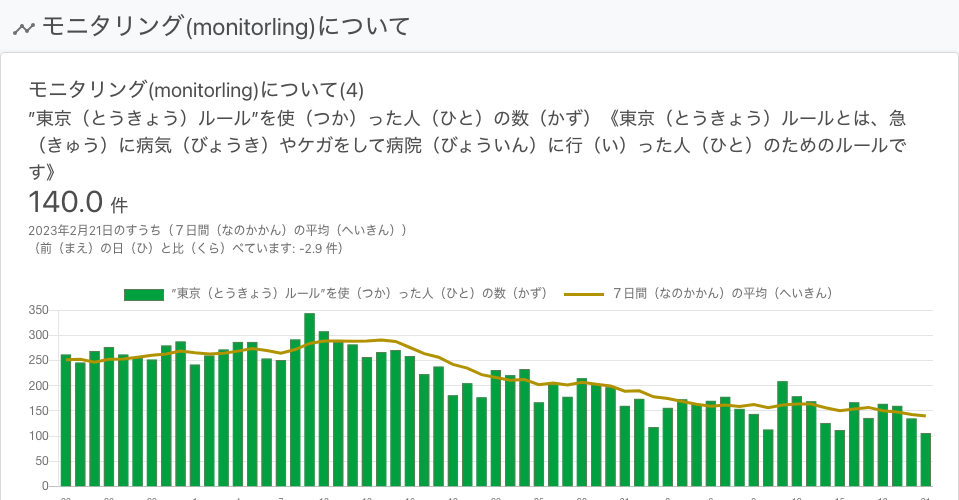 モニタリング(monitorling)について
モニタリング(monitorling)について(4)
”東京（とうきょう）ルール”を使（つか）った人（ひと）の数（かず）《東京（とうきょう）ルールとは、急
（きゅう）に病気（びょうき）やケガをして病院（びょういん）に行（い）った人（ひと）のためのルールで
す》
140.0 件
2023年2月21日のすうち（７日間（なのかかん）の平均（へいきん））
（前（まえ）の日（ひ）と比（くら）べています: -2.9 件）
”東京（とうきょう）ルール”を使（つか）った人（ひと）の数（かず） ７日間（なのかかん）の平均（へいきん）
350
300
250
200
150
100
50
0